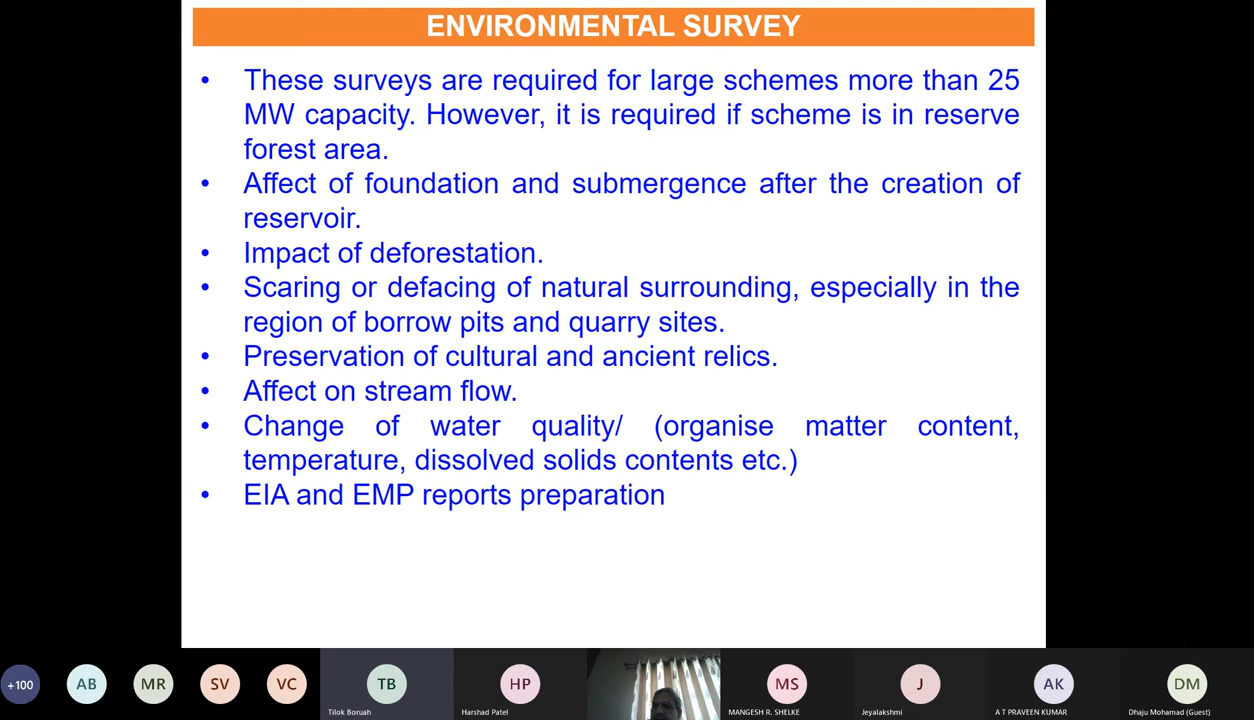 ENVIRONMENTAL SURVEY
• These surveys are required for large schemes more than 25
MW capacity. However, it is required if scheme is in reserve
forest area.
• Affect of foundation and submergence after the creation of
reservoir.
• Impact of deforestation.
• Scaring or defacing of natural surrounding, especially in the
region of borrow pits and quarry sites.
• Preservation of cultural and ancient relics.
• Affect on stream flow.
• Change of water quality/ (organise matter content,
temperature, dissolved solids contents etc.)
• EIA and EMP reports preparation
+100 AB MR SV VC TB HP MS J AK DM
Tilok Boruah Harshad Patel MANGESH R. SHELKE Jeyalakshmi A T PRAVEEN KUMAR Dhaju Mohamad (Guest)